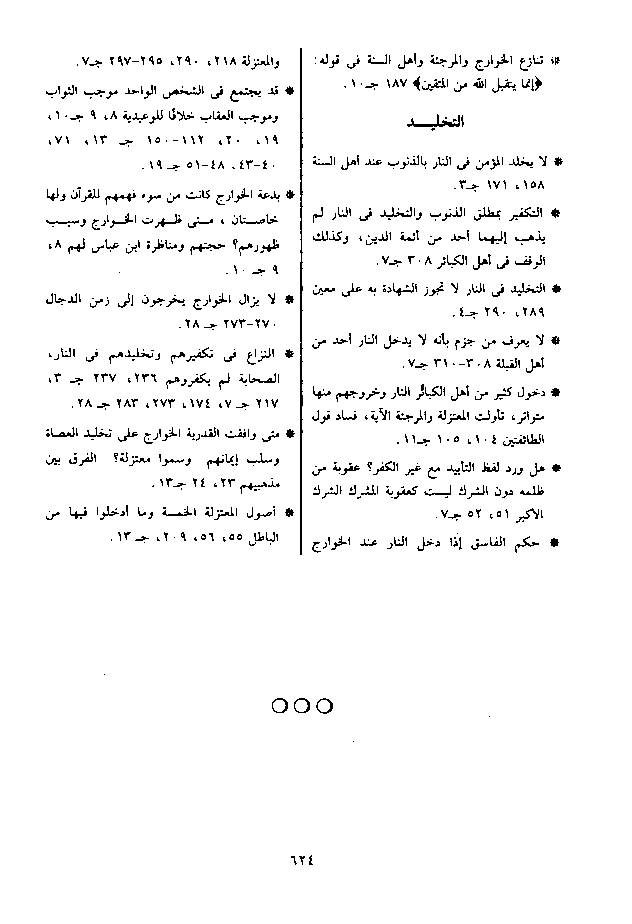 * تنازع الخوارج والمرجئة وأهل السنة فى قوله:
﴿إنما يتقبل الله من المتقين﴾ ١٨٧ جـ١٠.
التخليـــد
* لا يخلد المؤمن فى النار بالذنوب عند أهل السنة
١٥٨، ١٧١ جـ٣.
* التكفير بمطلق الذنوب والتخليد فى النار لم
يذهب إليهما أحد من أئمة الدين، وكذلك
الوقف فى أهل الكبائر ٣٠٨ جـ٧.
* التخليد فى النار لا تجوز الشهادة به على معين
٢٨٩، ٢٩٠ جـ٤.
* لا يعرف من جزم بأنه لا يدخل النار أحد من
أهل القبلة ٣٠٨-٣١٠ جـ٧.
* دخول كثير من أهل الكبائر النار وخروجهم منها
متواتر، تأولت المعتزلة والمرجئة الآية، فساد قول
الطائفتين ١٠٤، ١٠٥ جـ١١.
* هل ورد لفظ التأبيد مع غير الكفر؟ عقوبة من
ظلمه دون الشرك ليست كعقوبة المشرك الشرك
الأكبر ٥١، ٥٢ جـ٧.
* حكم الفاسق إذا دخل النار عند الخوارج
والمعتزلة ٢١٨، ٢٩٠، ٢٩٥-٢٩٧ جـ٧.
* قد يجتمع فى الشخص الواحد موجب الثواب
وموجب العقاب خلافًا للوعيدية ٨، ٩ جـ١٠،
١٩، ٢٠، ١١٢-١٥٠ جـ ١٣، ٧١،
٤٠-٤٣، ٤٨-٥١ جـ ١٩.
* بدعة الخوارج كانت من سوء فهمهم للقرآن ولها
خاصتان ، متى ظهرت الخوارج وسبب
ظهورهم؟ حجتهم ومناظرة ابن عباس لهم ٨،
٩ جـ ١٠.
* لا يزال الخوارج يخرجون إلى زمن الدجال
٢٧٠-٢٧٣ جـ ٢٨.
* النزاع فى تكفيرهم وتخليدهم فى النار،
الصحابة لم يكفروهم ٢٣٦، ٢٣٧ جـ ٣،
٢١٧ جـ ٧، ١٧٤، ٢٧٣، ٢٨٣ جـ ٢٨.
* متى وافقت القدرية الخوارج على تخليد العصاة
وسلب إيمانهم وسموا معتزلة؟ الفرق بين
مذهبيهم ٢٣، ٢٤ جـ١٣.
* أصول المعتزلة الخمسة وما أدخلوا فيها من
الباطل ٥٥، ٥٦، ٢٠٩، جـ ١٣.
٦٢٤